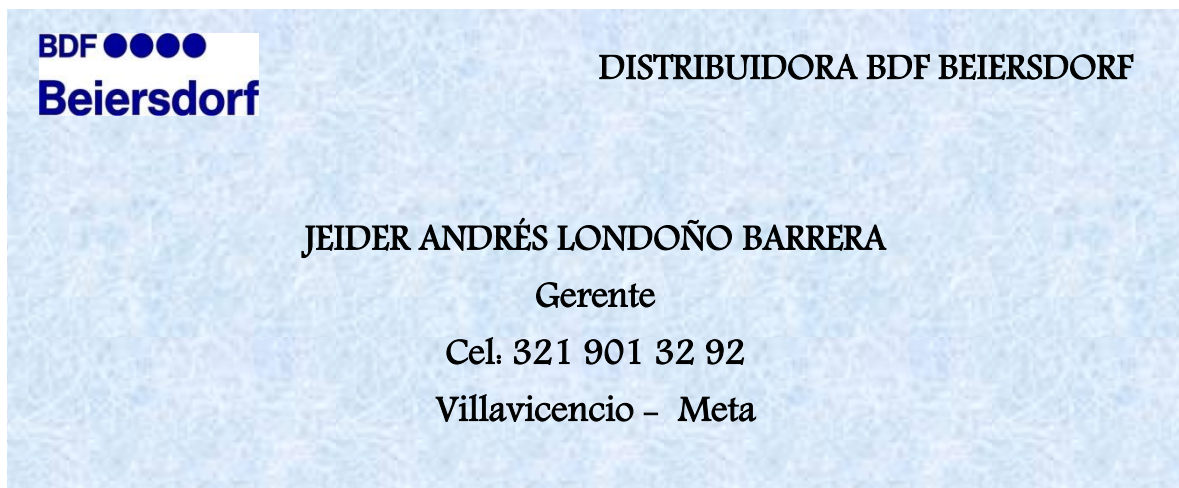 BDF ●●●●
Beiersdorf
DISTRIBUIDORA BDF BEIERSDORF
JEIDER ANDRÉS LONDOÑO BARRERA
Gerente
Cel: 321 901 32 92
Villavicencio – Meta